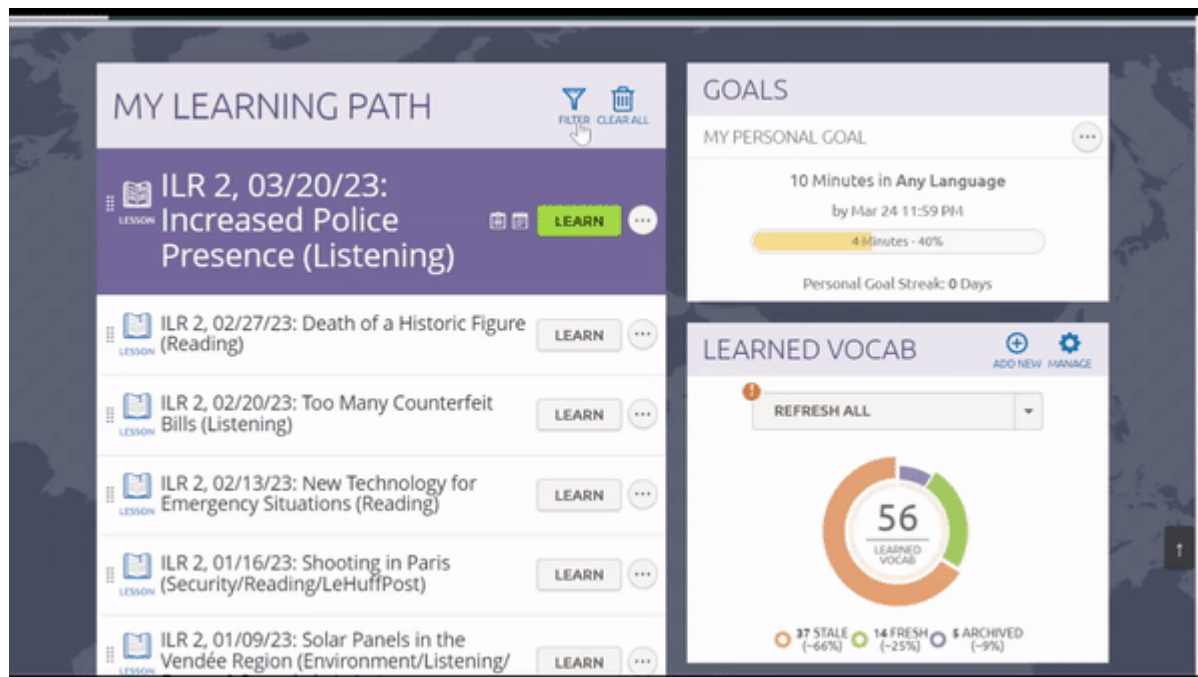 MY LEARNING PATH
FILTER CLEAR ALL
LESSON
ILR 2, 03/20/23:
Increased Police
Presence (Listening)
LEARN
LESSON
ILR 2, 02/27/23: Death of a Historic Figure
(Reading)
LEARN
LESSON
ILR 2, 02/20/23: Too Many Counterfeit
Bills (Listening)
LEARN
LESSON
ILR 2, 02/13/23: New Technology for
Emergency Situations (Reading)
LEARN
LESSON
ILR 2, 01/16/23: Shooting in Paris
(Security/Reading/LeHuffPost)
LEARN
LESSON
ILR 2, 01/09/23: Solar Panels in the
Vendée Region (Environment/Listening/
LEARN
GOALS
MY PERSONAL GOAL
10 Minutes in Any Language
by Mar 24 11:59 PM
4 Minutes - 40%
Personal Goal Streak: 0 Days
LEARNED VOCAB
ADD NEW MANAGE
REFRESH ALL
56
LEARNED
VOCAB
37 STALE
(~66%)
14 FRESH
(~25%)
5 ARCHIVED
(~9%)